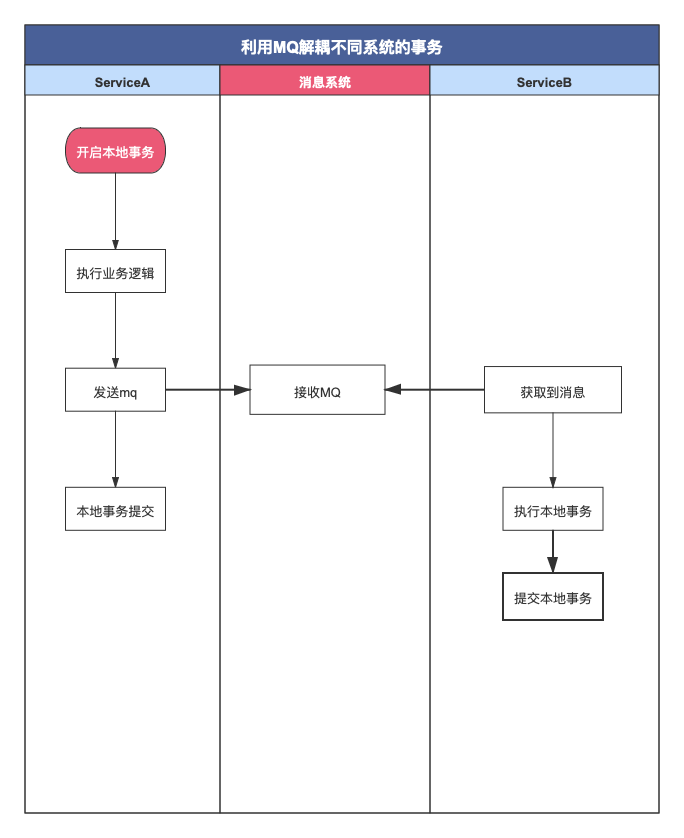 利用MQ解耦不同系统的事务
ServiceA
消息系统
ServiceB
开启本地事务
执行业务逻辑
发送mq
接收MQ
获取到消息
本地事务提交
执行本地事务
提交本地事务